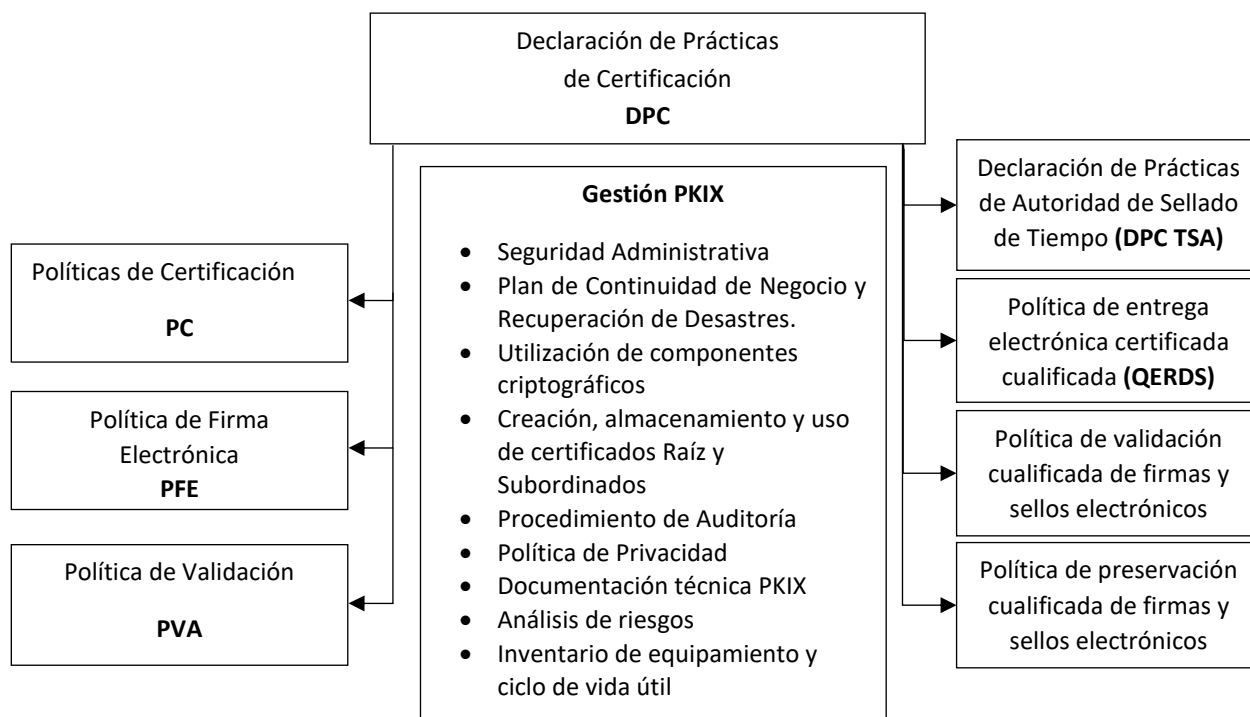 Declaración de Prácticas
de Certificación
DPC
Gestión PKIX
• Seguridad Administrativa
• Plan de Continuidad de Negocio y
Recuperación de Desastres.
• Utilización de componentes
criptográficos
• Creación, almacenamiento y uso
de certificados Raíz y
Subordinados
• Procedimiento de Auditoría
• Política de Privacidad
• Documentación técnica PKIX
• Análisis de riesgos
• Inventario de equipamiento y
ciclo de vida útil
Políticas de Certificación
PC
Política de Firma
Electrónica
PFE
Política de Validación
PVA
Declaración de Prácticas
de Autoridad de Sellado
de Tiempo (DPC TSA)
Política de entrega
electrónica certificada
cualificada (QERDS)
Política de validación
cualificada de firmas y
sellos electrónicos
Política de preservación
cualificada de firmas y
sellos electrónicos